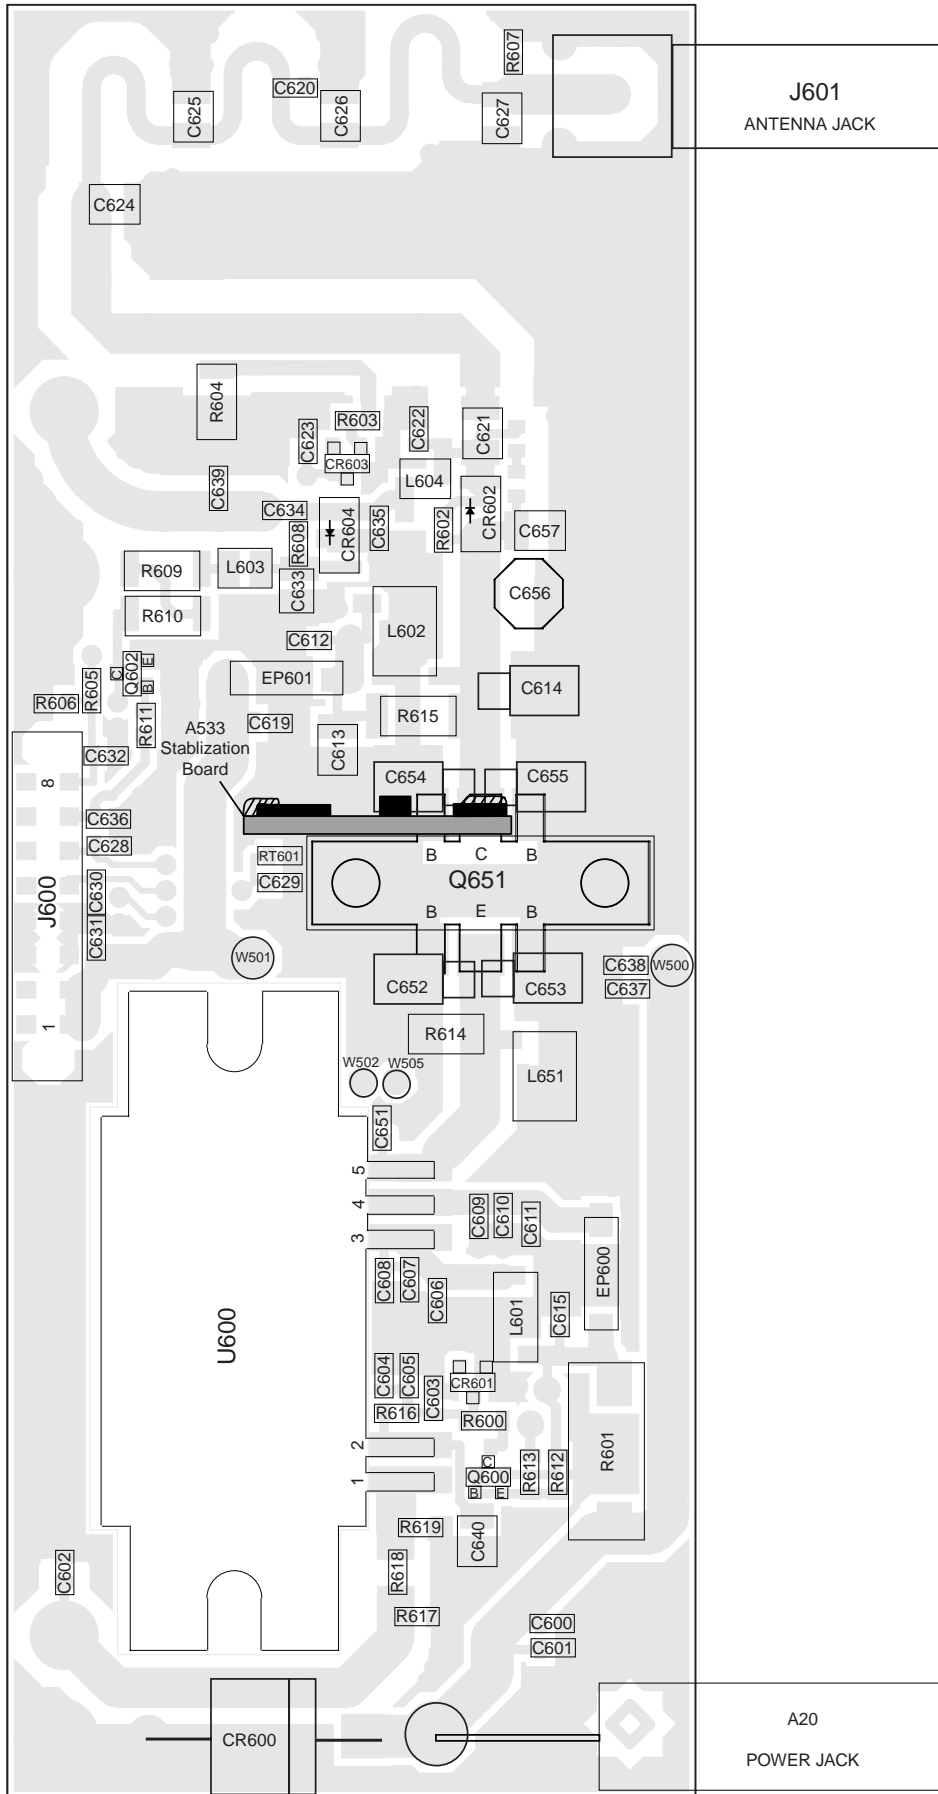 R607
J601
ANTENNA JACK
C620
C625
C626
C627
C624
R604
R603
C622
C621
C623
CR603
L604
C639
C634
CR604
C635
R602
CR602
C657
R608
R609
L603
C633
C656
R610
C612
L602
C
Q602
E
B
EP601
C614
R606
R605
R611
C619
R615
A533
Stablization
Board
C613
C632
C654
C655
8
C636
C628
RT601
C629
B
C
B
Q651
B
E
B
J600
C630
C631
W501
C638
W500
C637
C652
C653
1
R614
W502
W505
L651
C651
5
4
3
C609
C610
C611
EP600
C608
C607
C606
L601
C615
U600
C604
C605
C603
CR601
R616
R600
R601
2
1
C
Q600
B
E
R613
R612
R619
C640
C602
R618
R617
C600
C601
CR600
A20
POWER JACK